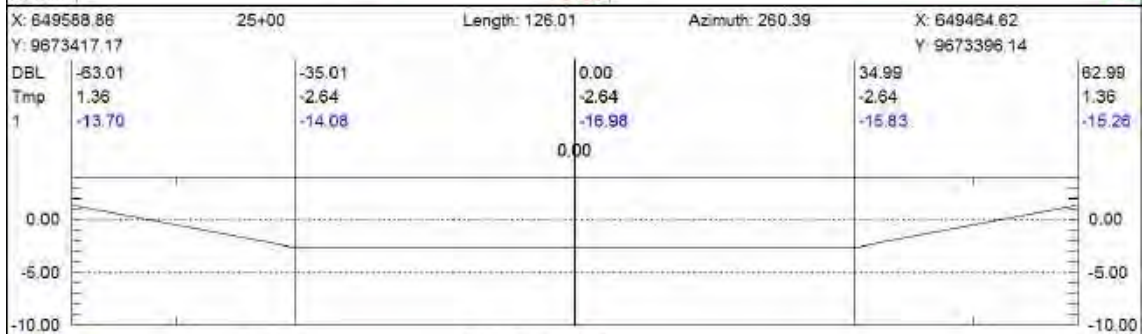 X: 649588.86 25+00 Length: 126.01 Azimuth: 260.39 X: 649464.62
Y: 9673417.17 Y: 9673396.14
DBL -63.01 -35.01 0.00 34.99 62.99
Tmp 1.36 -2.64 -2.64 -2.64 1.36
1 -13.70 -14.06 -16.98 -15.83 -15.26
0.00
0.00 0.00
-5.00 -5.00
-10.00 -10.00